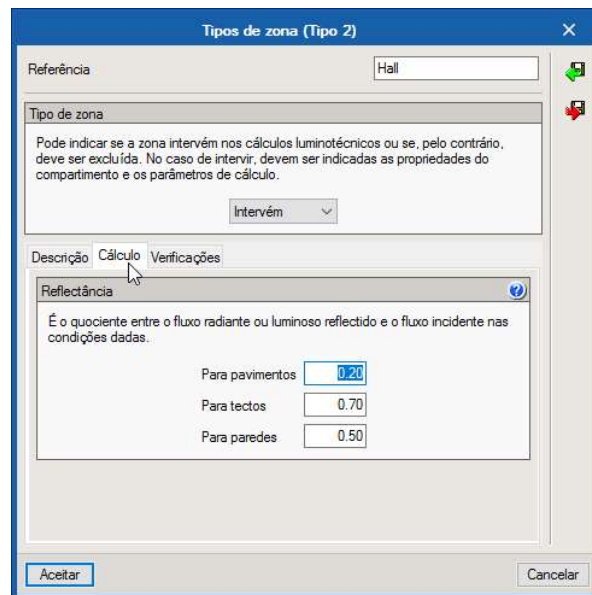 Tipos de zona (Tipo 2)
Referência Hall
Tipo de zona
Pode indicar se a zona intervém nos cálculos luminotécnicos ou se, pelo contrário,
deve ser excluída. No caso de intervir, devem ser indicadas as propriedades do
compartimento e os parâmetros de cálculo.
Intervém
Descrição Cálculo Verificações
Reflectância
É o quociente entre o fluxo radiante ou luminoso reflectido e o fluxo incidente nas
condições dadas.
Para pavimentos 0.20
Para tectos 0.70
Para paredes 0.50
Aceitar Cancelar